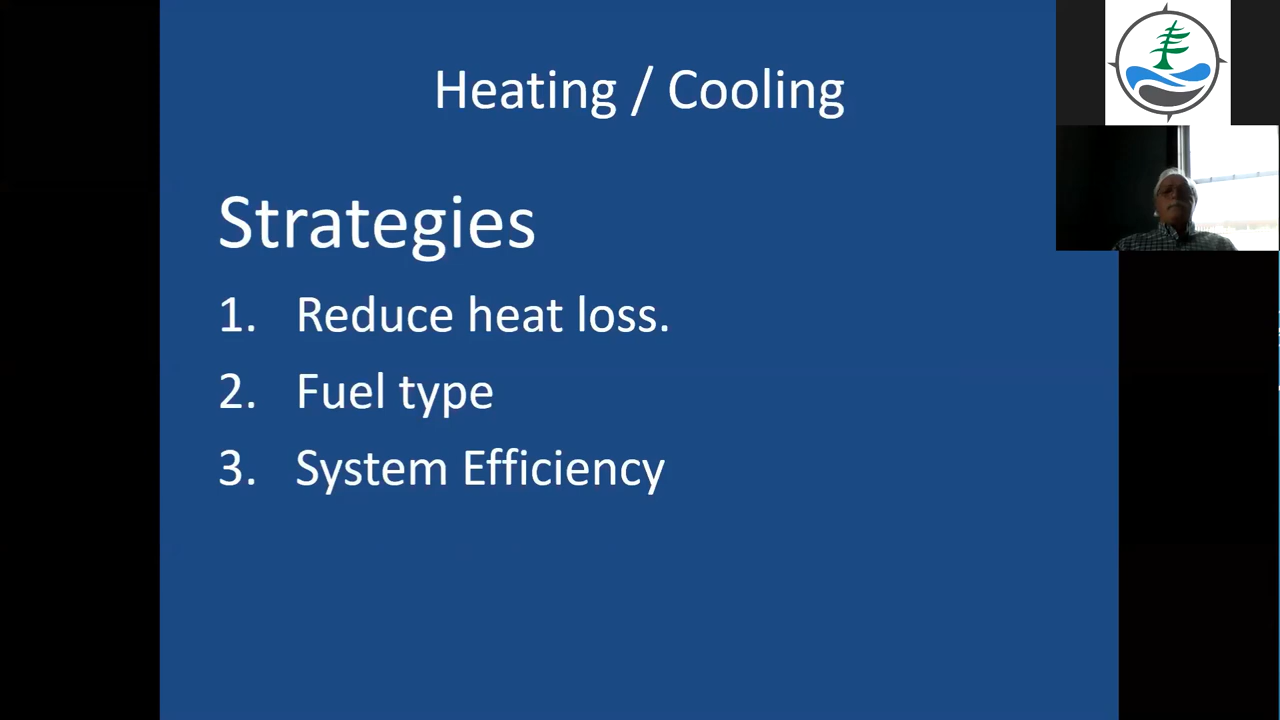 Heating / Cooling
Strategies
1. Reduce heat loss.
2. Fuel type
3. System Efficiency